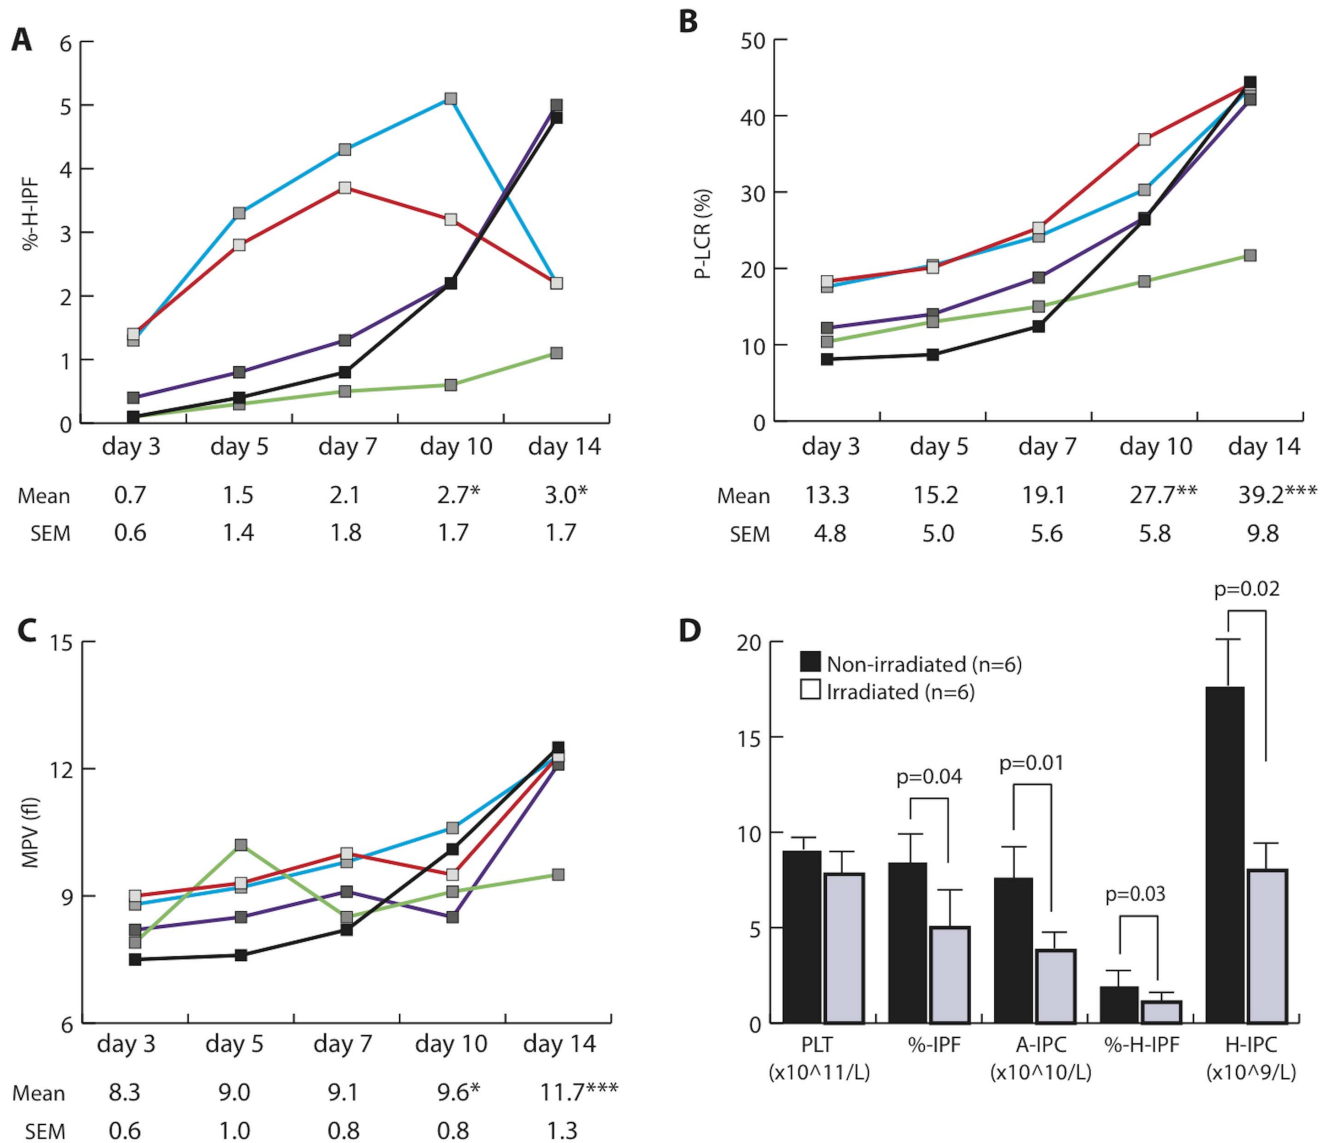 A
6
5
4
3
2
1
0
%-H-IPF
day 3 day 5 day 7 day 10 day 14
Mean 0.7 1.5 2.1 2.7* 3.0*
SEM 0.6 1.4 1.8 1.7 1.7
B
50
40
30
20
10
0
P-LCR (%)
day 3 day 5 day 7 day 10 day 14
Mean 13.3 15.2 19.1 27.7** 39.2***
SEM 4.8 5.0 5.6 5.8 9.8
C
15
12
9
6
MPV (fl)
day 3 day 5 day 7 day 10 day 14
Mean 8.3 9.0 9.1 9.6* 11.7***
SEM 0.6 1.0 0.8 0.8 1.3
D
20
15
10
5
0
Non-irradiated (n=6)
Irradiated (n=6)
p=0.04
p=0.01
p=0.03
p=0.02
PLT %-IPF A-IPC %-H-IPF H-IPC
(x10^11/L) (x10^10/L) (x10^9/L)